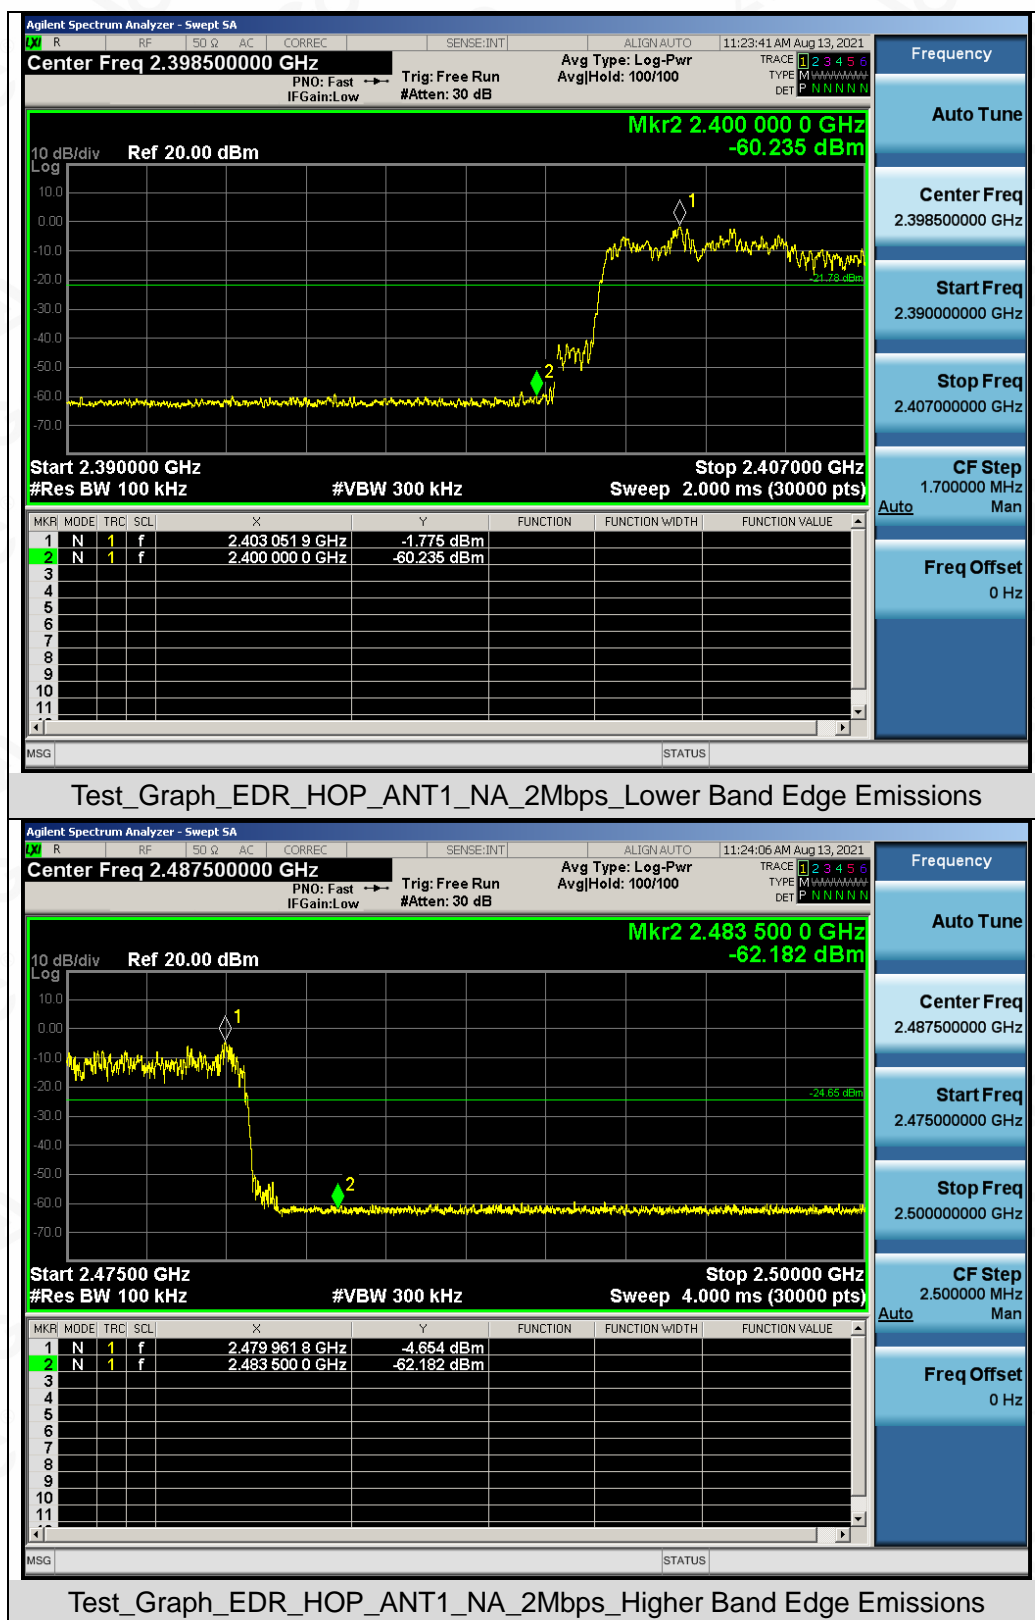 Agilent Spectrum Analyzer - Swept SA
LXI R RF 50 Ω AC CORREC SENSE:INT ALIGN AUTO 11:23:41 AM Aug 13, 2021
Center Freq 2.398500000 GHz
PNO: Fast
IFGain:Low
Trig: Free Run
#Atten: 30 dB
Avg Type: Log-Pwr
Avg|Hold: 100/100
TRACE 1 2 3 4 5 6
TYPE M
DET P N N N N N
Mkr2 2.400 000 0 GHz
-60.235 dBm
10 dB/div Ref 20.00 dBm
Log
10.0
0.00
-10.0
-20.0
-30.0
-40.0
-50.0
-60.0
-70.0
1
-21.78 dBm
2
Start 2.390000 GHz Stop 2.407000 GHz
#Res BW 100 kHz #VBW 300 kHz Sweep 2.000 ms (30000 pts)
MKR MODE TRC SCL X Y FUNCTION FUNCTION WIDTH FUNCTION VALUE
1 N 1 f 2.403 051 9 GHz -1.775 dBm
2 N 1 f 2.400 000 0 GHz -60.235 dBm
3
4
5
6
7
8
9
10
11
MSG STATUS
Frequency
Auto Tune
Center Freq
2.398500000 GHz
Start Freq
2.390000000 GHz
Stop Freq
2.407000000 GHz
CF Step
1.700000 MHz
Auto Man
Freq Offset
0 Hz
Test_Graph_EDR_HOP_ANT1_NA_2Mbps_Lower Band Edge Emissions
Agilent Spectrum Analyzer - Swept SA
LXI R RF 50 Ω AC CORREC SENSE:INT ALIGN AUTO 11:24:06 AM Aug 13, 2021
Center Freq 2.487500000 GHz
PNO: Fast
IFGain:Low
Trig: Free Run
#Atten: 30 dB
Avg Type: Log-Pwr
Avg|Hold: 100/100
TRACE 1 2 3 4 5 6
TYPE M
DET P N N N N N
Mkr2 2.483 500 0 GHz
-62.182 dBm
10 dB/div Ref 20.00 dBm
Log
10.0
0.00
-10.0
-20.0
-30.0
-40.0
-50.0
-60.0
-70.0
1
-24.65 dBm
2
Start 2.47500 GHz Stop 2.50000 GHz
#Res BW 100 kHz #VBW 300 kHz Sweep 4.000 ms (30000 pts)
MKR MODE TRC SCL X Y FUNCTION FUNCTION WIDTH FUNCTION VALUE
1 N 1 f 2.479 961 8 GHz -4.654 dBm
2 N 1 f 2.483 500 0 GHz -62.182 dBm
3
4
5
6
7
8
9
10
11
MSG STATUS
Frequency
Auto Tune
Center Freq
2.487500000 GHz
Start Freq
2.475000000 GHz
Stop Freq
2.500000000 GHz
CF Step
2.500000 MHz
Auto Man
Freq Offset
0 Hz
Test_Graph_EDR_HOP_ANT1_NA_2Mbps_Higher Band Edge Emissions